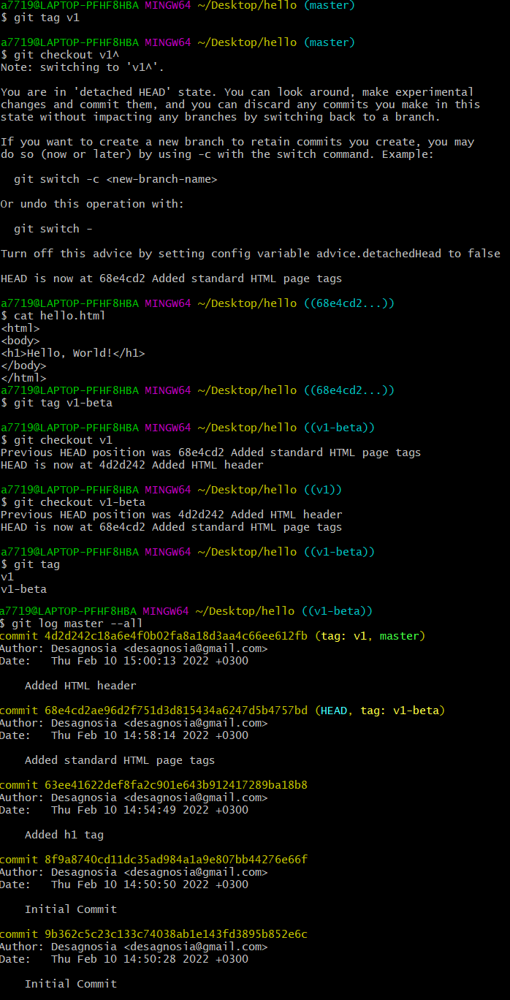 a7719@LAPTOP-PFHF8HBA MINGW64 ~/Desktop/hello (master)
$ git tag v1
a7719@LAPTOP-PFHF8HBA MINGW64 ~/Desktop/hello (master)
$ git checkout v1^
Note: switching to 'v1^'.
You are in 'detached HEAD' state. You can look around, make experimental
changes and commit them, and you can discard any commits you make in this
state without impacting any branches by switching back to a branch.
If you want to create a new branch to retain commits you create, you may
do so (now or later) by using -c with the switch command. Example:
  git switch -c <new-branch-name>
Or undo this operation with:
  git switch -
Turn off this advice by setting config variable advice.detachedHead to false
HEAD is now at 68e4cd2 Added standard HTML page tags
a7719@LAPTOP-PFHF8HBA MINGW64 ~/Desktop/hello ((68e4cd2...))
$ cat hello.html
<html>
<body>
<h1>Hello, World!</h1>
</body>
</html>
a7719@LAPTOP-PFHF8HBA MINGW64 ~/Desktop/hello ((68e4cd2...))
$ git tag v1-beta
a7719@LAPTOP-PFHF8HBA MINGW64 ~/Desktop/hello ((v1-beta))
$ git checkout v1
Previous HEAD position was 68e4cd2 Added standard HTML page tags
HEAD is now at 4d2d242 Added HTML header
a7719@LAPTOP-PFHF8HBA MINGW64 ~/Desktop/hello ((v1))
$ git checkout v1-beta
Previous HEAD position was 4d2d242 Added HTML header
HEAD is now at 68e4cd2 Added standard HTML page tags
a7719@LAPTOP-PFHF8HBA MINGW64 ~/Desktop/hello ((v1-beta))
$ git tag
v1
v1-beta
a7719@LAPTOP-PFHF8HBA MINGW64 ~/Desktop/hello ((v1-beta))
$ git log master --all
commit 4d2d242c18a6e4f0b02fa8a18d3aa4c66ee612fb (tag: v1, master)
Author: Desagnosia <desagnosia@gmail.com>
Date:   Thu Feb 10 15:00:13 2022 +0300
    Added HTML header
commit 68e4cd2ae96d2f751d3d815434a6247d5b4757bd (HEAD, tag: v1-beta)
Author: Desagnosia <desagnosia@gmail.com>
Date:   Thu Feb 10 14:58:14 2022 +0300
    Added standard HTML page tags
commit 63ee41622def8fa2c901e643b912417289ba18b8
Author: Desagnosia <desagnosia@gmail.com>
Date:   Thu Feb 10 14:54:49 2022 +0300
    Added h1 tag
commit 8f9a8740cd11dc35ad984a1a9e807bb44276e66f
Author: Desagnosia <desagnosia@gmail.com>
Date:   Thu Feb 10 14:50:50 2022 +0300
    Initial Commit
commit 9b362c5c23c133c74038ab1e143fd3895b852e6c
Author: Desagnosia <desagnosia@gmail.com>
Date:   Thu Feb 10 14:50:28 2022 +0300
    Initial Commit